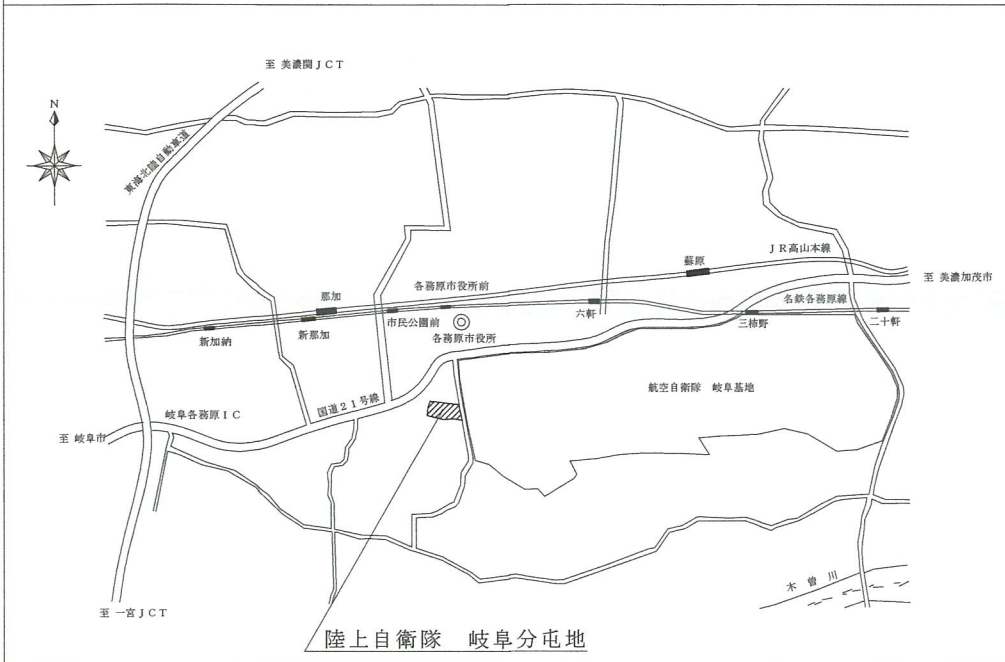 至 美濃関JCT
N
東海北陸自動車道
JR高山本線
蘇原
至 美濃加茂市
各務原市役所前
那加
名鉄各務原線
六軒
市民公園前
三柿野
二十軒
新那加
新加納
各務原市役所
航空自衛隊 岐阜基地
国道21号線
岐阜各務原IC
至 岐阜市
木曽川
至 一宮JCT
陸上自衛隊 岐阜分屯地